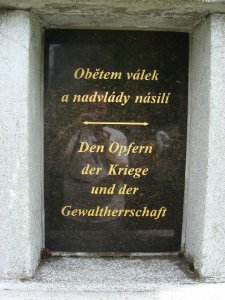 Obětem válek
a nadvlády násilí
Den Opfern
der Kriege
und der
Gewaltherrschaft